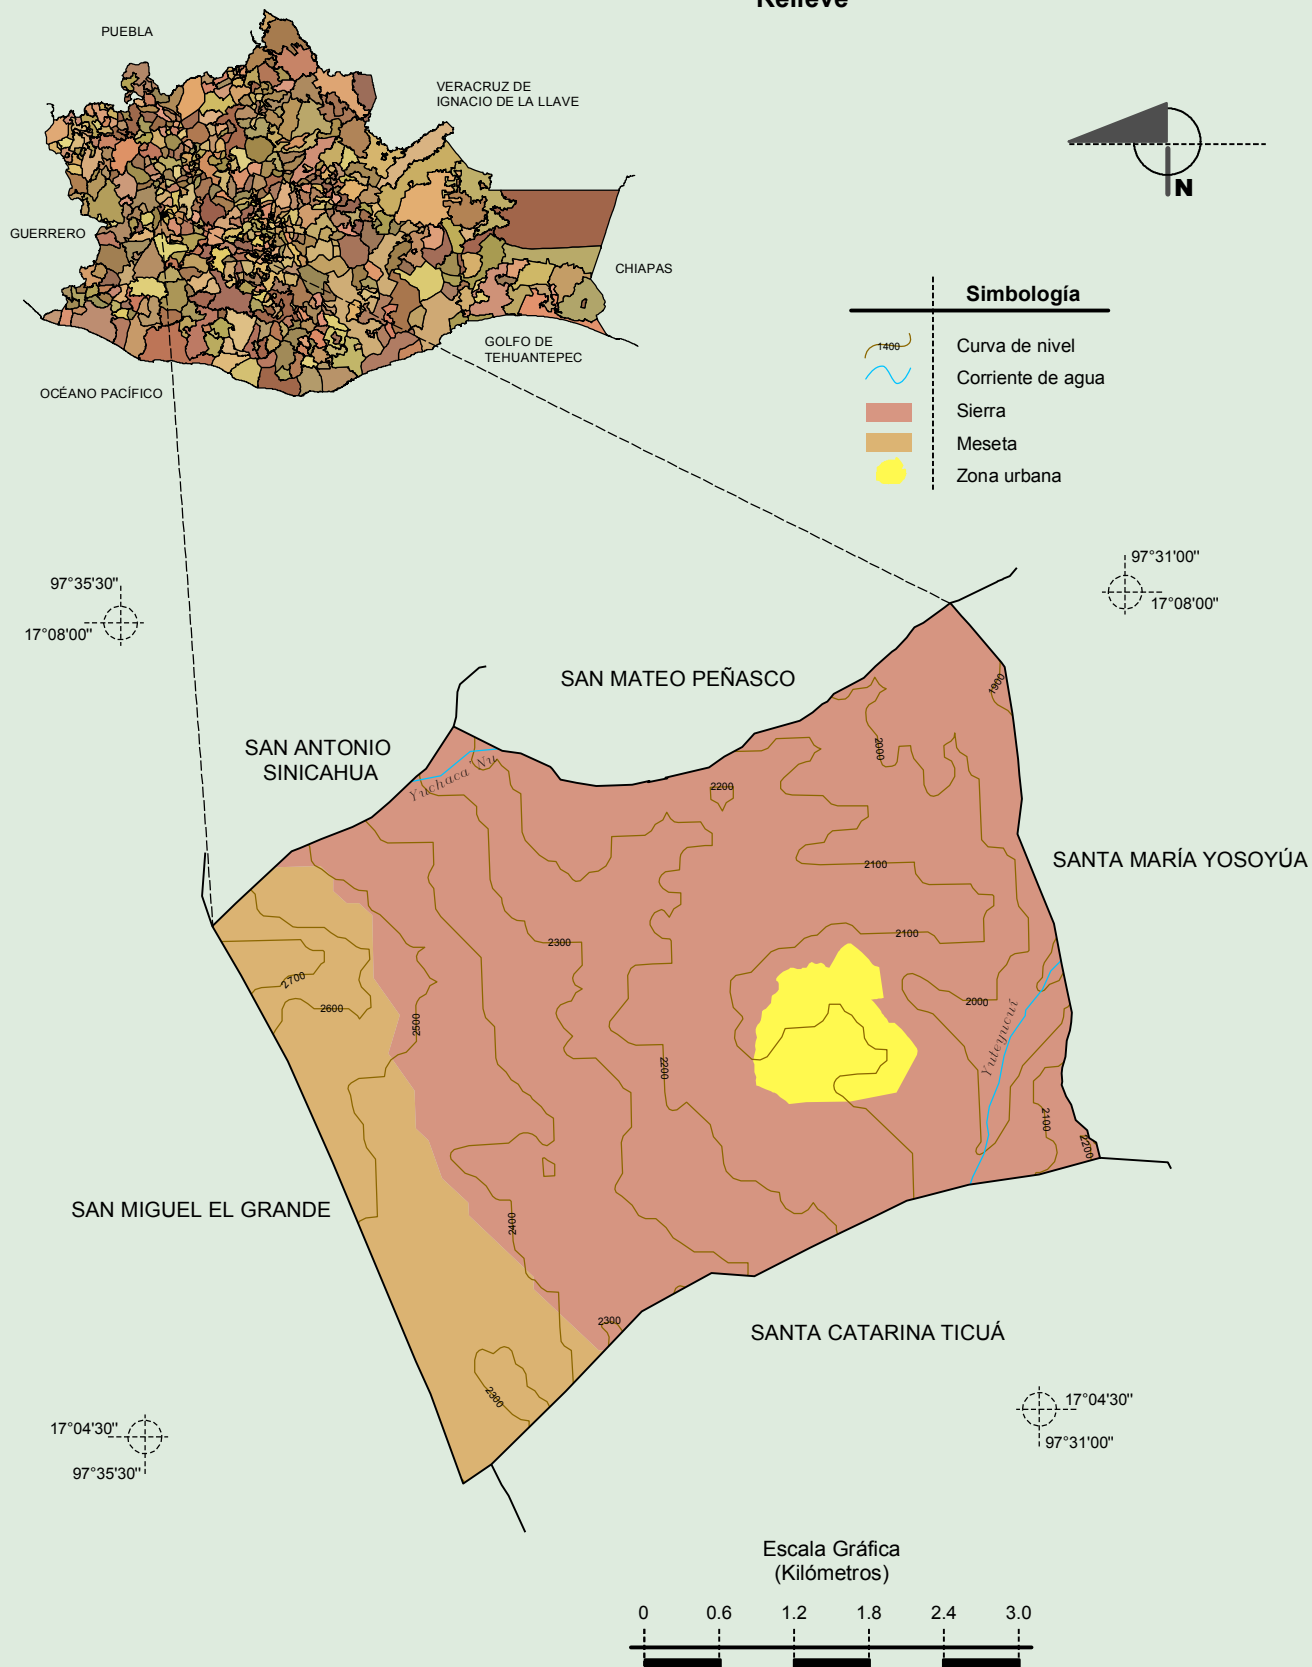 Relieve
PUEBLA
VERACRUZ DE
IGNACIO DE LA LLAVE
N
GUERRERO
CHIAPAS
GOLFO DE
TEHUANTEPEC
OCÉANO PACÍFICO
Simbología
1400
Curva de nivel
Corriente de agua
Sierra
Meseta
Zona urbana
97°35'30"
17°08'00"
97°31'00"
17°08'00"
SAN MATEO PEÑASCO
SAN ANTONIO
SINICAHUA
SANTA MARÍA YOSOYÚA
SAN MIGUEL EL GRANDE
SANTA CATARINA TICUÁ
Yuchaca'Nu
Yuteyucuí
1900
2000
2200
2100
2100
2300
2700
2600
2500
2000
2200
2100
2200
2400
2300
2300
17°04'30"
97°35'30"
17°04'30"
97°31'00"
Escala Gráfica
(Kilómetros)
0 0.6 1.2 1.8 2.4 3.0